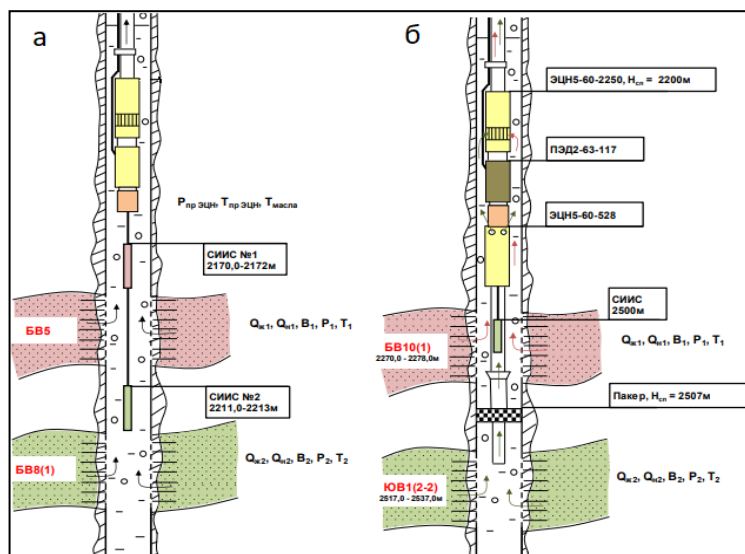 а
б
ЭЦН5-60-2250, Нсп = 2200м
ПЭД2-63-117
Рпр ЭЦН, Тпр ЭЦН, Тмасла
ЭЦН5-60-528
СИИС №1
2170,0-2172м
СИИС
2500м
БВ5
Qж1, Qн1, В1, Р1, Т1
БВ10(1)
2270,0 - 2278,0м
Qж1, Qн1, В1, Р1, Т1
СИИС №2
2211,0-2213м
Пакер, Нсп = 2507м
БВ8(1)
Qж2, Qн2, В2, Р2, Т2
ЮВ1(2-2)
2517,0 - 2537,0м
Qж2, Qн2, В2, Р2, Т2